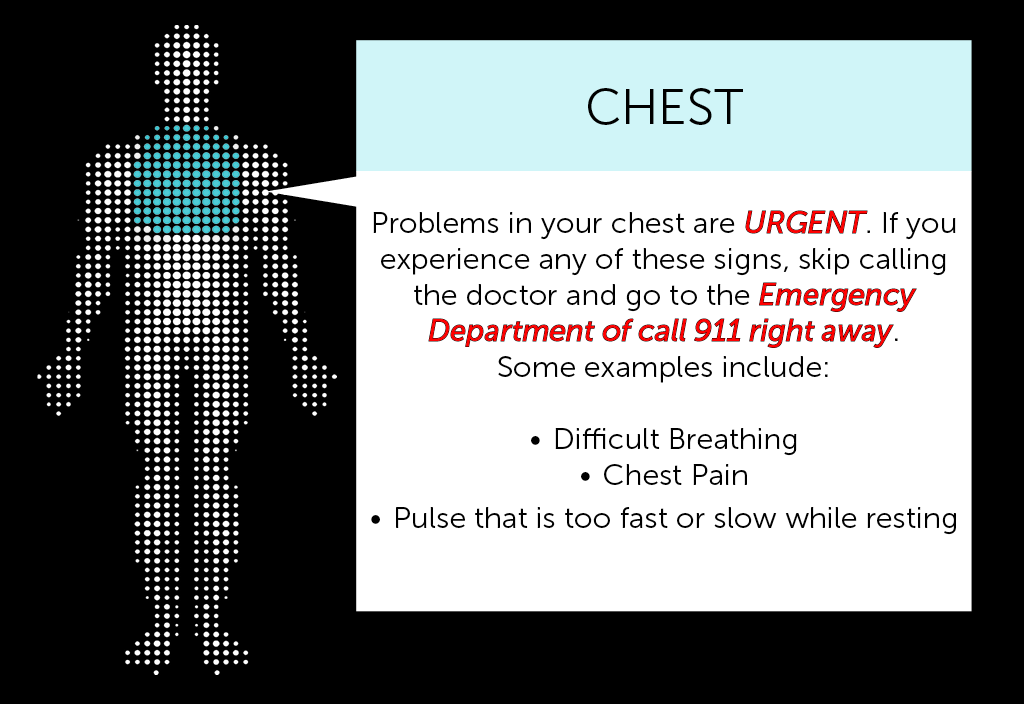 CHEST
Problems in your chest are URGENT. If you
experience any of these signs, skip calling
the doctor and go to the Emergency
Department of call 911 right away.
Some examples include:
• Difficult Breathing
• Chest Pain
• Pulse that is too fast or slow while resting